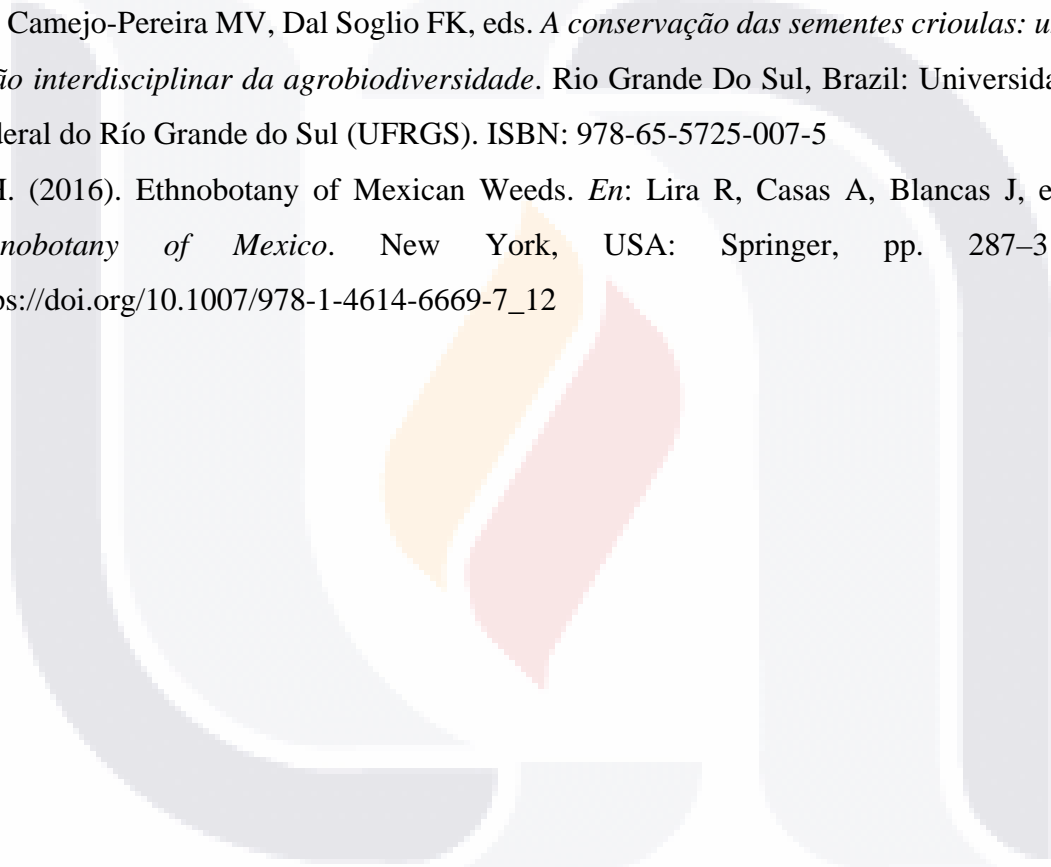 Camejo-Pereira MV, Dal Soglio FK, eds. A conservação das sementes crioulas: u
ão interdisciplinar da agrobiodiversidade. Rio Grande Do Sul, Brazil: Universida
eral do Río Grande do Sul (UFRGS). ISBN: 978-65-5725-007-5
H. (2016). Ethnobotany of Mexican Weeds. En: Lira R, Casas A, Blancas J, e
nobotany of Mexico. New York, USA: Springer, pp. 287–3
ps://doi.org/10.1007/978-1-4614-6669-7_12